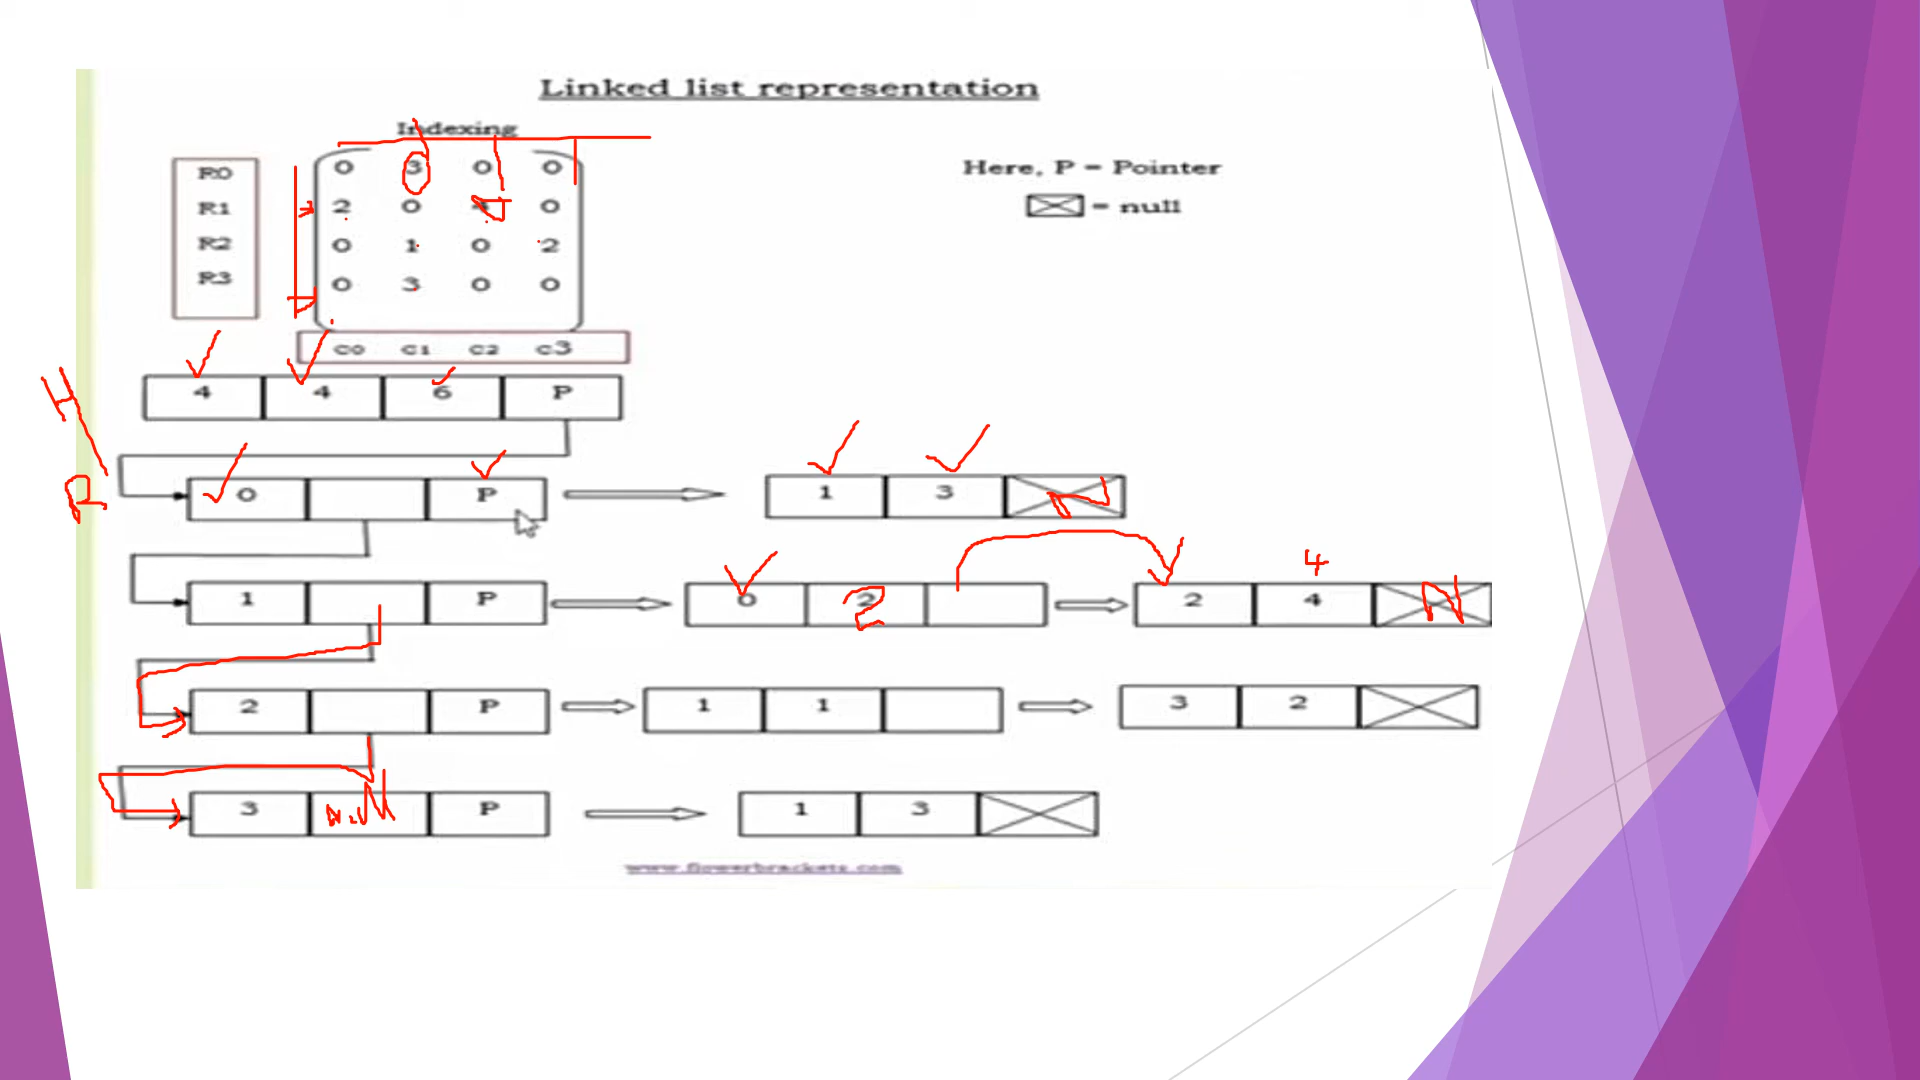 Linked list representation
Indexing
R0
R1
R2
R3
0 3 0 0
2 0 4 0
0 1 0 2
0 3 0 0
C0 C1 C2 C3
Here, P = Pointer
= null
4 4 6 P
H
R
0 P
1 3 N
1 P
0 2
4
2 4 N
2 P
1 1
3 2
3 null P
1 3
www.flowerbrackets.com